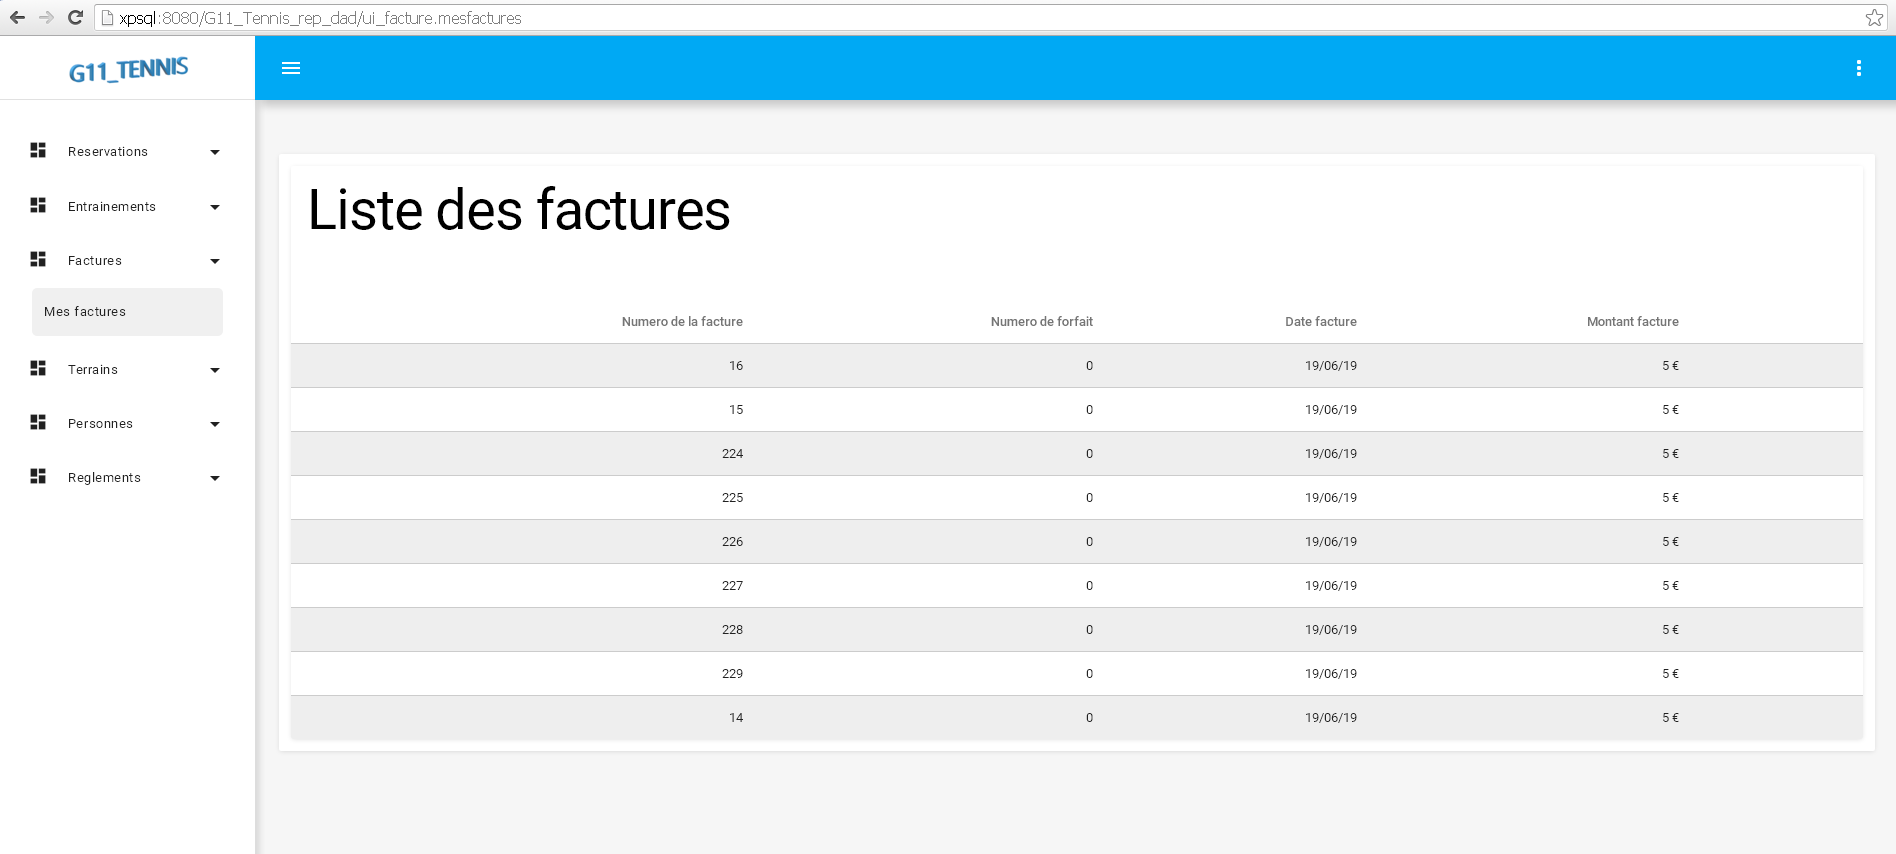 xpsql:8080/G11_Tennis_rep_dad/ui_facture.mesfactures
G11_TENNIS
Reservations
Entrainements
Factures
Mes factures
Terrains
Personnes
Reglements
Liste des factures
Numero de la facture Numero de forfait Date facture Montant facture
16 0 19/06/19 5 €
15 0 19/06/19 5 €
224 0 19/06/19 5 €
225 0 19/06/19 5 €
226 0 19/06/19 5 €
227 0 19/06/19 5 €
228 0 19/06/19 5 €
229 0 19/06/19 5 €
14 0 19/06/19 5 €